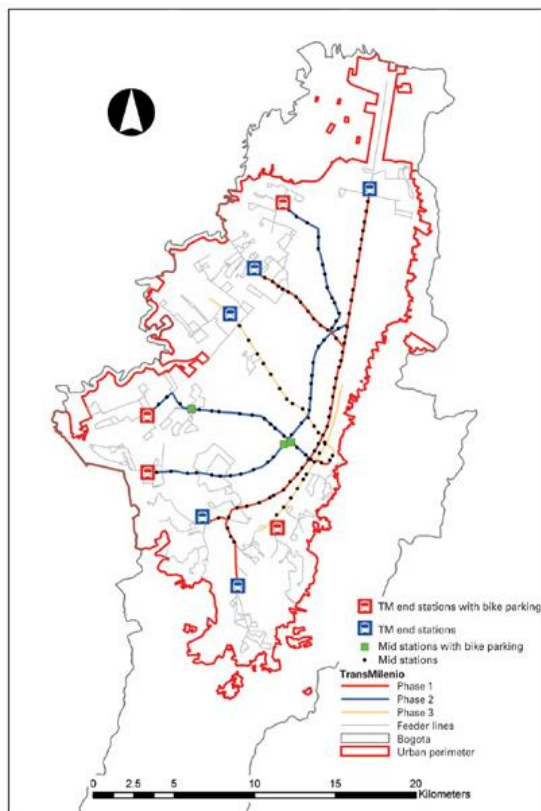 TM end stations with bike parking
TM end stations
Mid stations with bike parking
Mid stations
TransMilenio
Phase 1
Phase 2
Phase 3
Feeder lines
Bogota
Urban perimeter
0 2.5 5 10 15 20
Kilometers